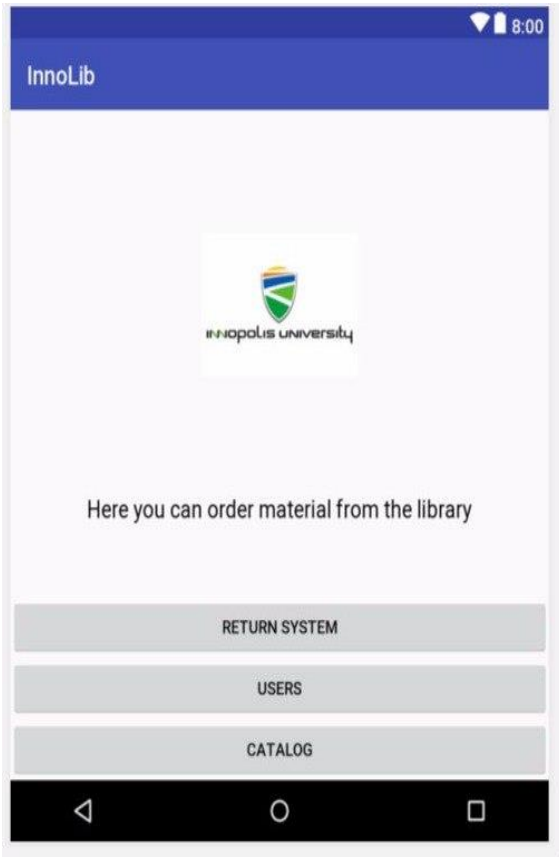 8:00
InnoLib
innopolis university
Here you can order material from the library
RETURN SYSTEM
USERS
CATALOG